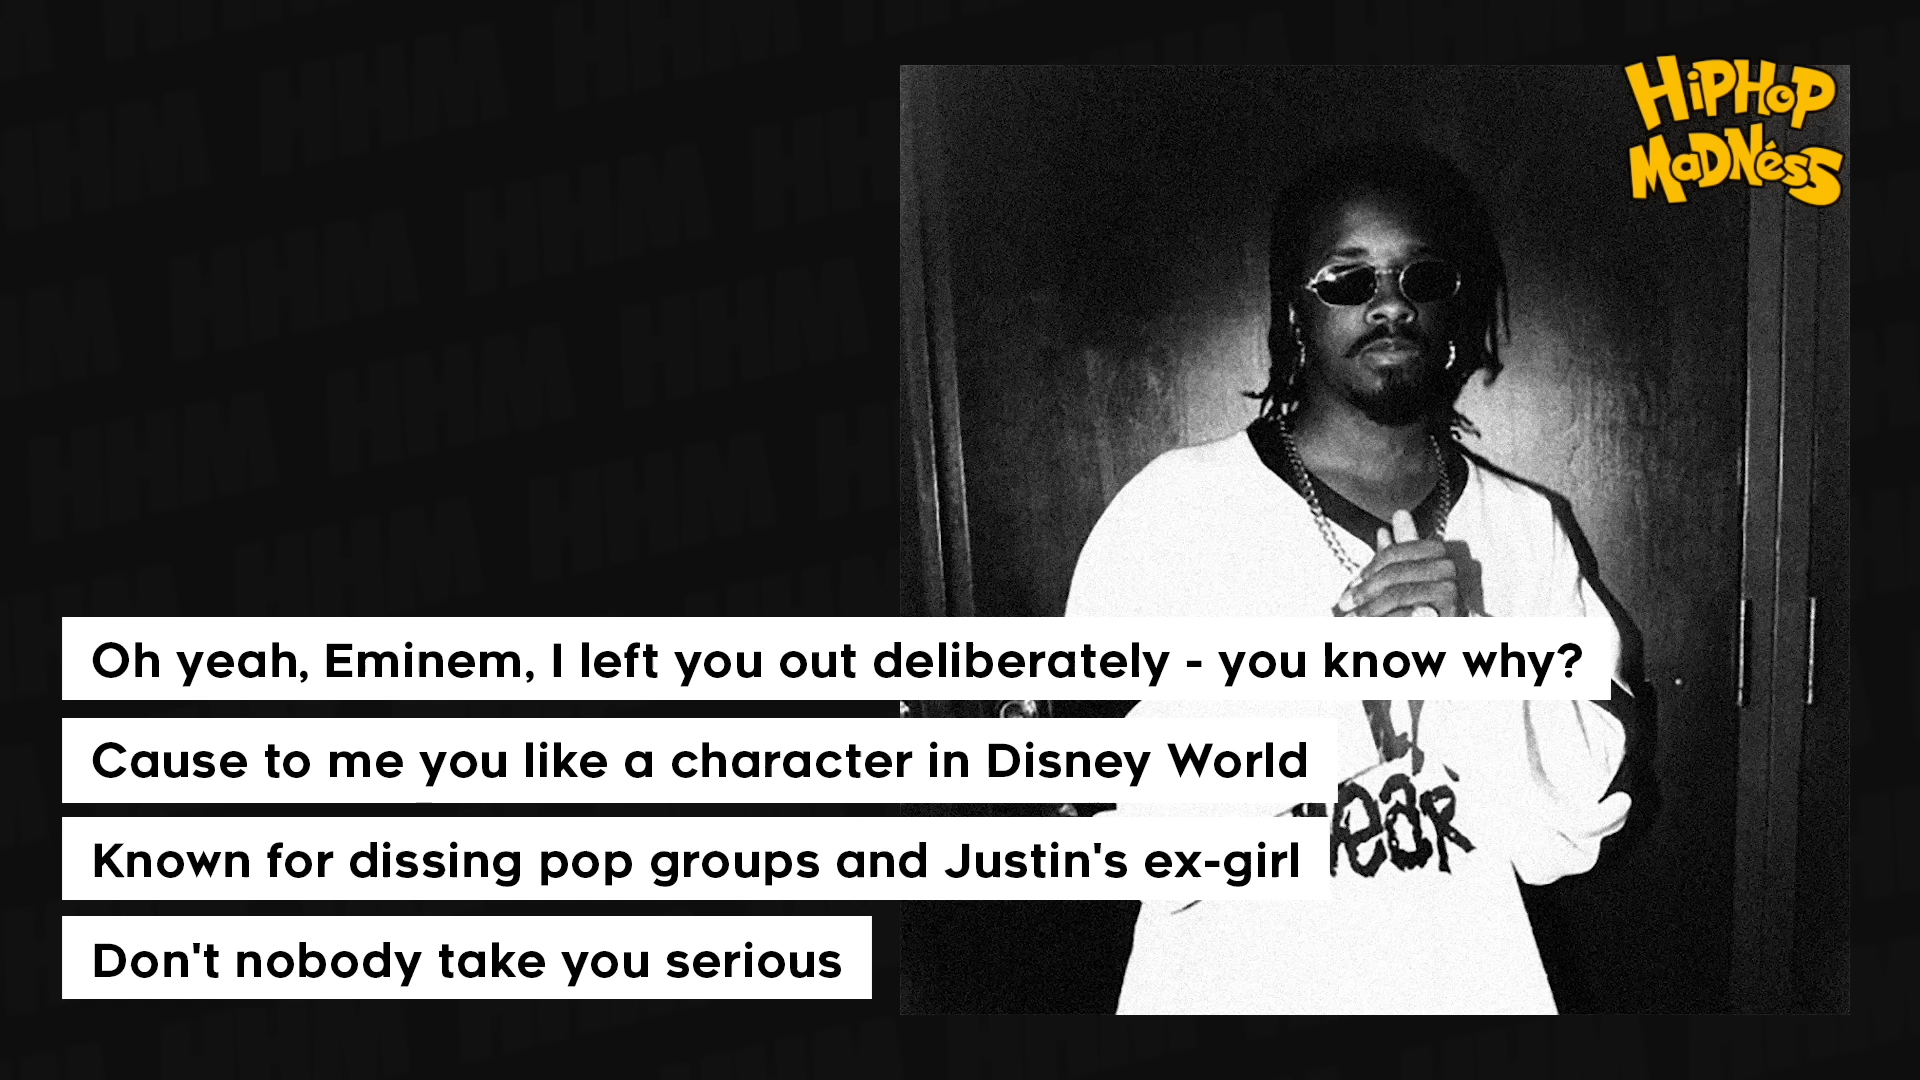 HiPHoP
MaDNéss
Oh yeah, Eminem, I left you out deliberately - you know why?
Cause to me you like a character in Disney World
Known for dissing pop groups and Justin's ex-girl
Don't nobody take you serious